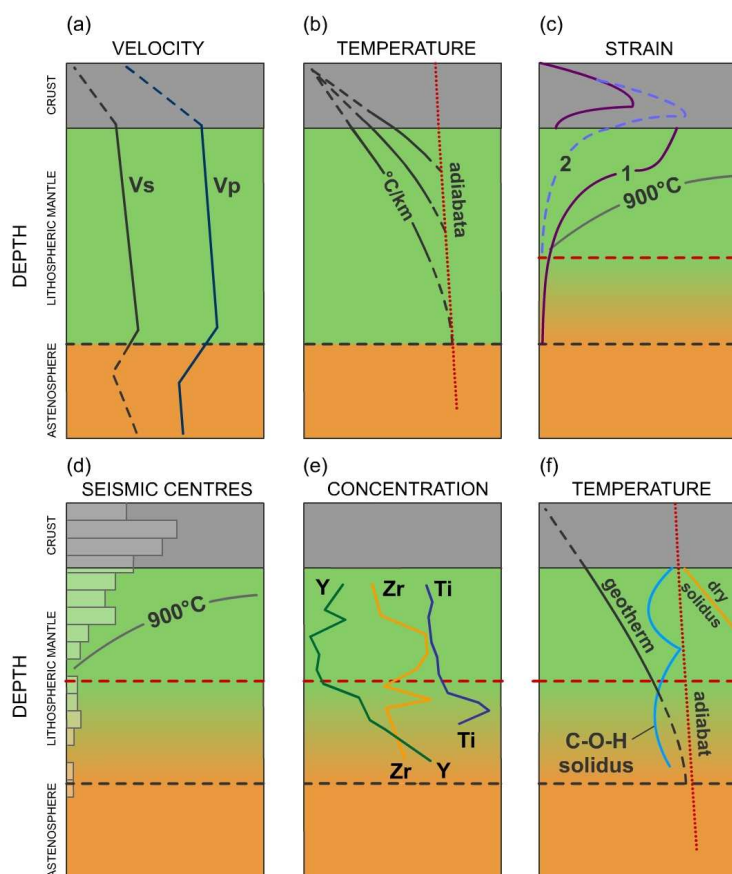 (a)
VELOCITY
(b)
TEMPERATURE
(c)
STRAIN
DEPTH
CRUST
LITHOSPHERIC MANTLE
ASTENOSPHERE
Vs
Vp
°C/km
adiabata
2
1
900°C
(d)
SEISMIC CENTRES
(e)
CONCENTRATION
(f)
TEMPERATURE
DEPTH
CRUST
LITHOSPHERIC MANTLE
ASTENOSPHERE
900°C
Y
Zr
Ti
Ti
Zr
Y
geotherm
dry
solidus
adiabat
C-O-H
solidus